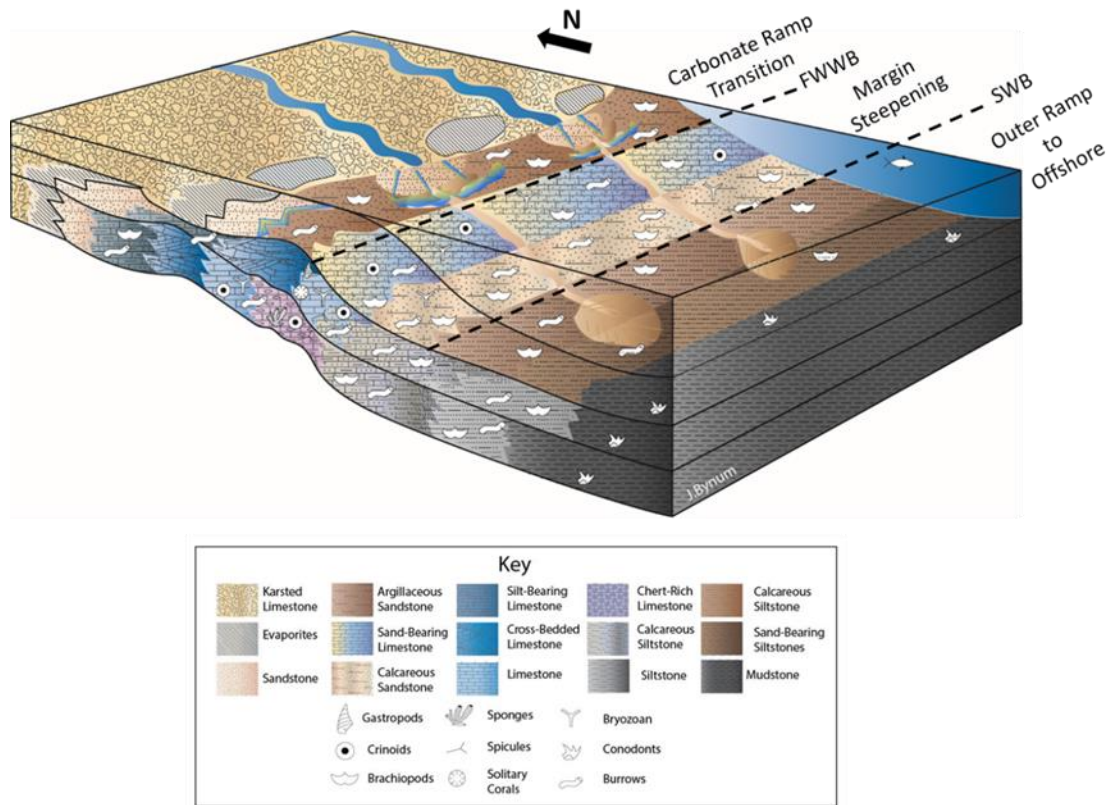 N
Carbonate Ramp
Transition
FWWB
Margin
Steepening
SWB
Outer Ramp
to
Offshore
J.Bynum
Key
Karsted
Limestone
Argillaceous
Sandstone
Silt-Bearing
Limestone
Chert-Rich
Limestone
Calcareous
Siltstone
Evaporites
Sand-Bearing
Limestone
Cross-Bedded
Limestone
Calcareous
Siltstone
Sand-Bearing
Siltstones
Sandstone
Calcareous
Sandstone
Limestone
Siltstone
Mudstone
Gastropods
Sponges
Bryozoan
Crinoids
Spicules
Conodonts
Brachiopods
Solitary
Corals
Burrows